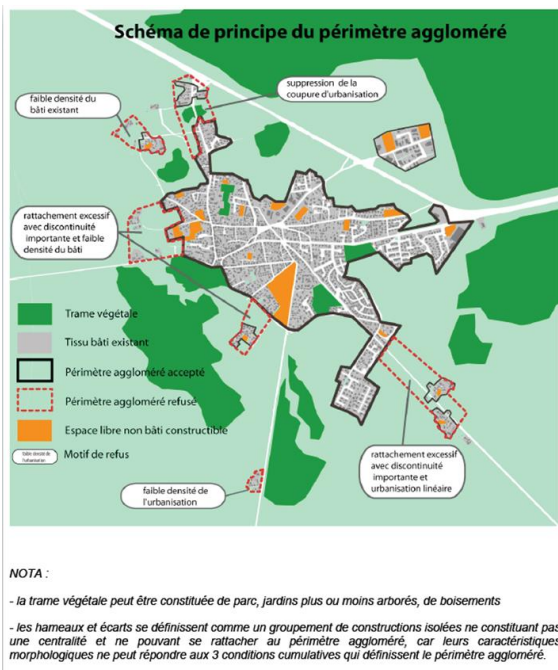 Schéma de principe du périmètre aggloméré
suppression de la
coupure d'urbanisation
faible densité du
bâti existant
rattachement excessif
avec discontinuité
importante et faible
densité du bâti
Trame végétale
Tissu bâti existant
Périmètre aggloméré accepté
Périmètre aggloméré refusé
Espace libre non bâti constructible
faible densité de
l'urbanisation
Motif de refus
rattachement excessif
avec discontinuité
importante et
urbanisation linéaire
faible densité de
l'urbanisation
NOTA :
- la trame végétale peut être constituée de parc, jardins plus ou moins arborés, de boisements
- les hameaux et écarts se définissent comme un groupement de constructions isolées ne constituant pas
une centralité et ne pouvant se rattacher au périmètre aggloméré, car leurs caractéristiques
morphologiques ne peut répondre aux 3 conditions cumulatives qui définissent le périmètre aggloméré.